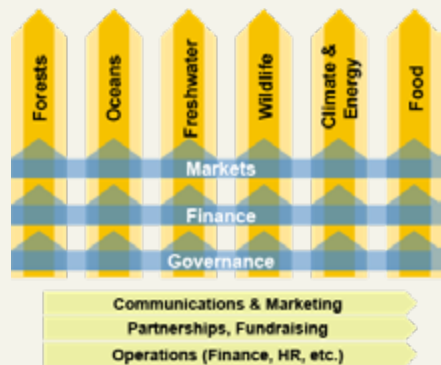 Forests
Oceans
Freshwater
Wildlife
Climate &
Energy
Food
Markets
Finance
Governance
Communications & Marketing
Partnerships, Fundraising
Operations (Finance, HR, etc.)